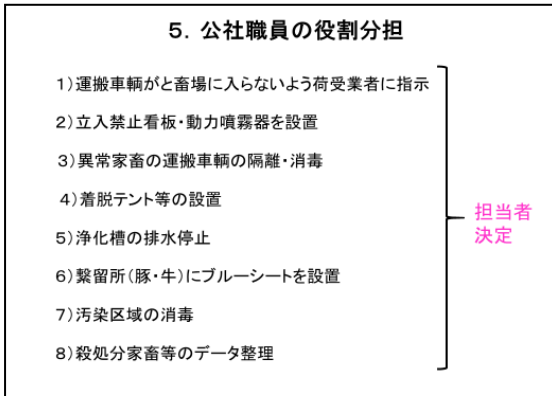 ５．公社職員の役割分担
１）運搬車輌がと畜場に入らないよう荷受業者に指示
２）立入禁止看板・動力噴霧器を設置
３）異常家畜の運搬車輌の隔離・消毒
４）着脱テント等の設置
５）浄化槽の排水停止
６）繋留所（豚・牛）にブルーシートを設置
７）汚染区域の消毒
８）殺処分家畜等のデータ整理
担当者
決定